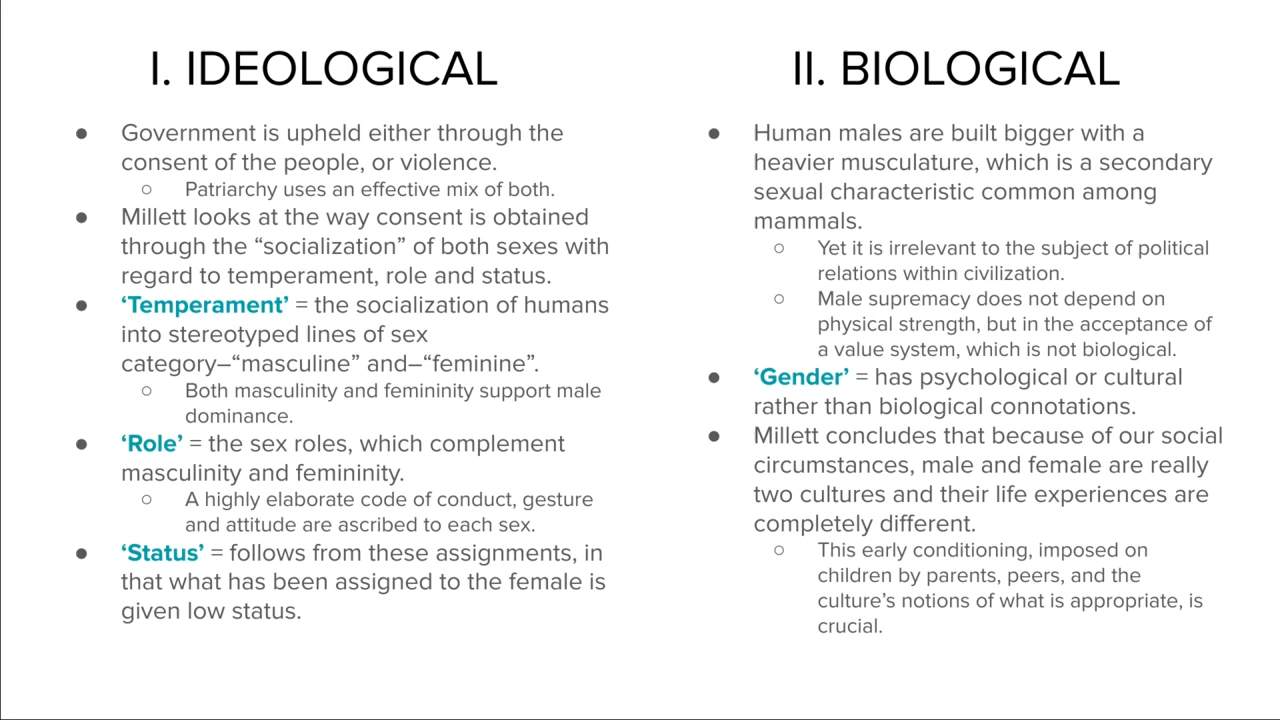 I. IDEOLOGICAL
● Government is upheld either through the
consent of the people, or violence.
○ Patriarchy uses an effective mix of both.
● Millett looks at the way consent is obtained
through the “socialization” of both sexes with
regard to temperament, role and status.
● ‘Temperament’ = the socialization of humans
into stereotyped lines of sex
category–“masculine” and–“feminine”.
○ Both masculinity and femininity support male
dominance.
● ‘Role’ = the sex roles, which complement
masculinity and femininity.
○ A highly elaborate code of conduct, gesture
and attitude are ascribed to each sex.
● ‘Status’ = follows from these assignments, in
that what has been assigned to the female is
given low status.
II. BIOLOGICAL
● Human males are built bigger with a
heavier musculature, which is a secondary
sexual characteristic common among
mammals.
○ Yet it is irrelevant to the subject of political
relations within civilization.
○ Male supremacy does not depend on
physical strength, but in the acceptance of
a value system, which is not biological.
● ‘Gender’ = has psychological or cultural
rather than biological connotations.
● Millett concludes that because of our social
circumstances, male and female are really
two cultures and their life experiences are
completely different.
○ This early conditioning, imposed on
children by parents, peers, and the
culture’s notions of what is appropriate, is
crucial.